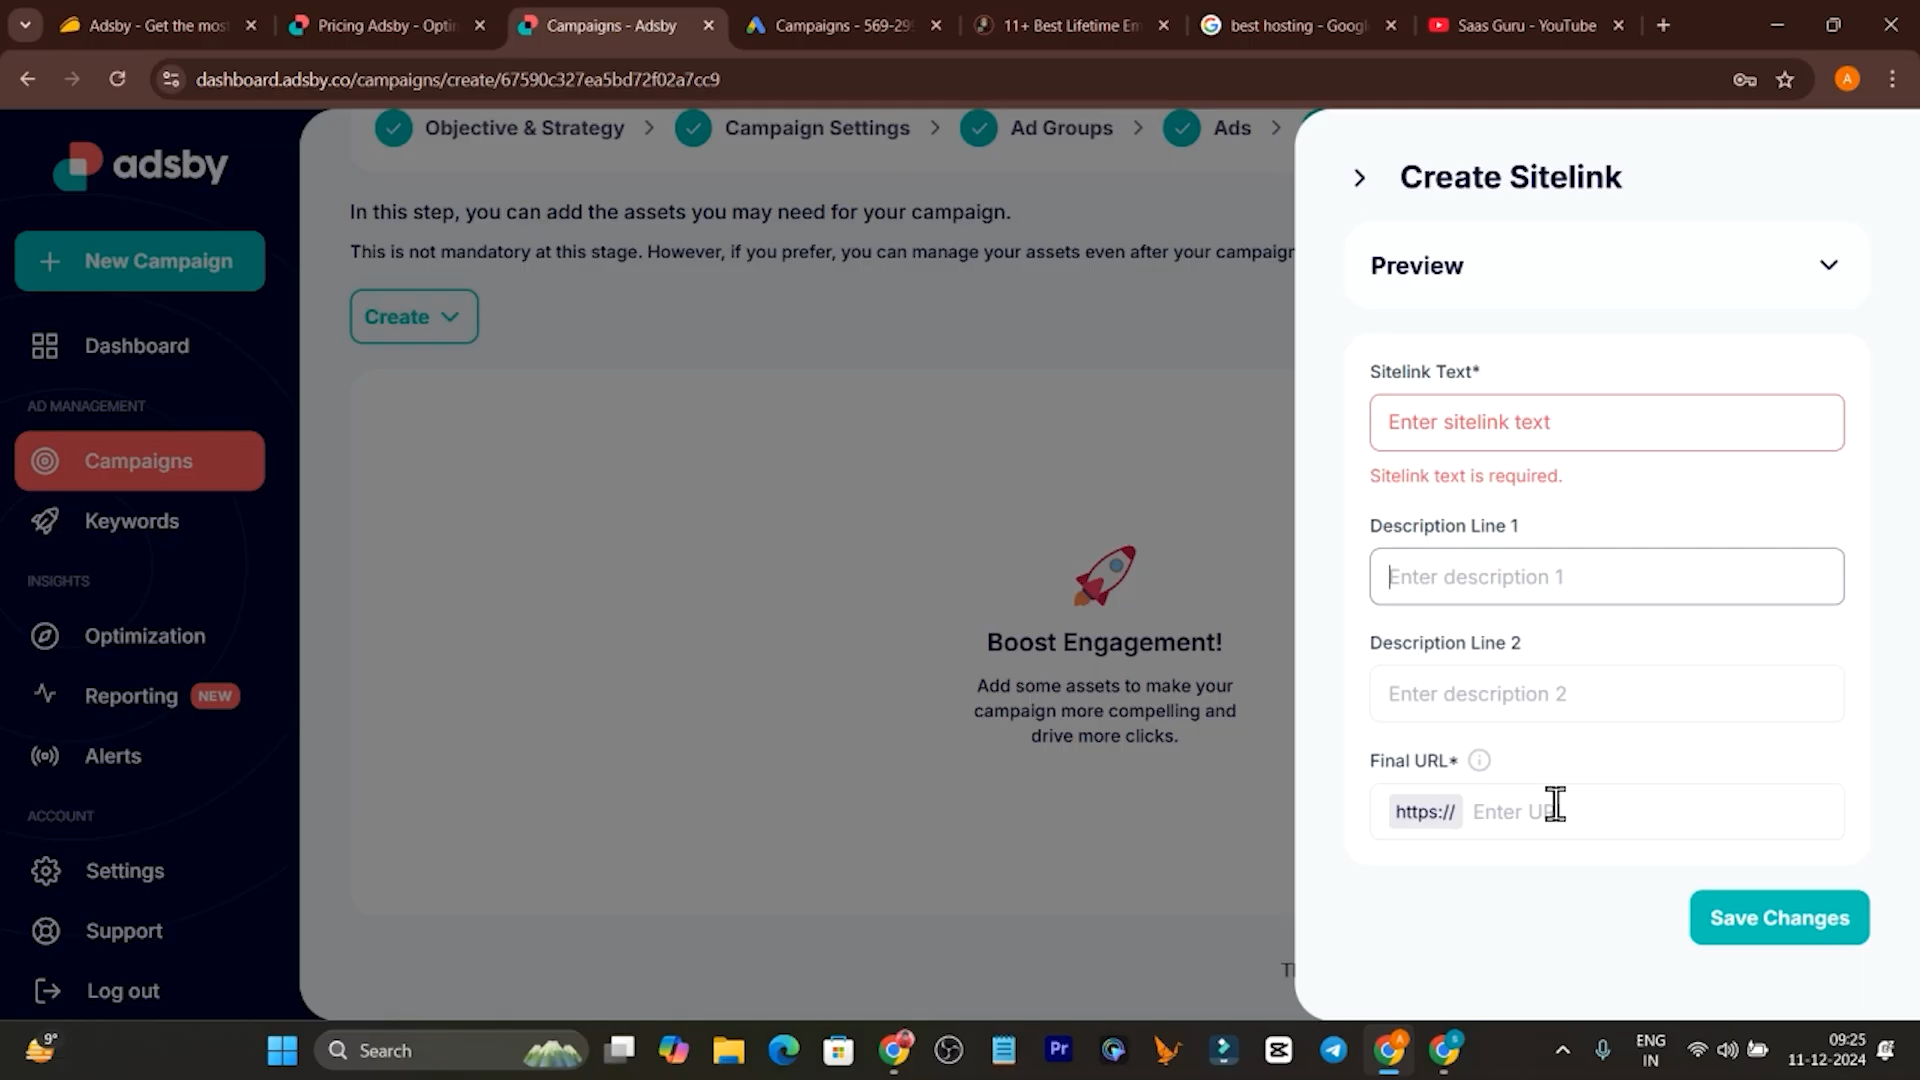 Adsby - Get the most
Pricing Adsby - Opti
Campaigns - Adsby
Campaigns - 569-29
11+ Best Lifetime Em
best hosting - Googl
Saas Guru - YouTube
dashboard.adsby.co/campaigns/create/67590c327ea5bd72f02a7cc9
A
adsby
New Campaign
Dashboard
AD MANAGEMENT
Campaigns
Keywords
INSIGHTS
Optimization
Reporting NEW
Alerts
ACCOUNT
Settings
Support
Log out
Objective & Strategy
Campaign Settings
Ad Groups
Ads
In this step, you can add the assets you may need for your campaign.
This is not mandatory at this stage. However, if you prefer, you can manage your assets even after your campaign
Create
Boost Engagement!
Add some assets to make your
campaign more compelling and
drive more clicks.
Create Sitelink
Preview
Sitelink Text*
Enter sitelink text
Sitelink text is required.
Description Line 1
Enter description 1
Description Line 2
Enter description 2
Final URL*
https:// Enter
Save Changes
9°
Search
Pr
ENG
IN
09:25
11-12-2024